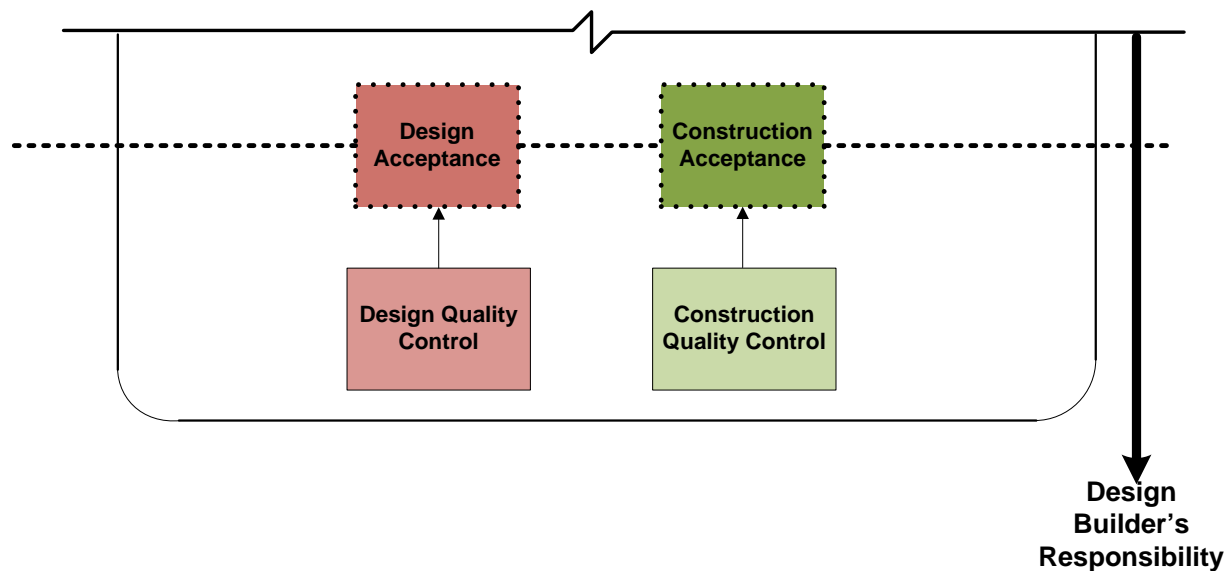 Design
Acceptance
Construction
Acceptance
Design Quality
Control
Construction
Quality Control
Design
Builder’s
Responsibility